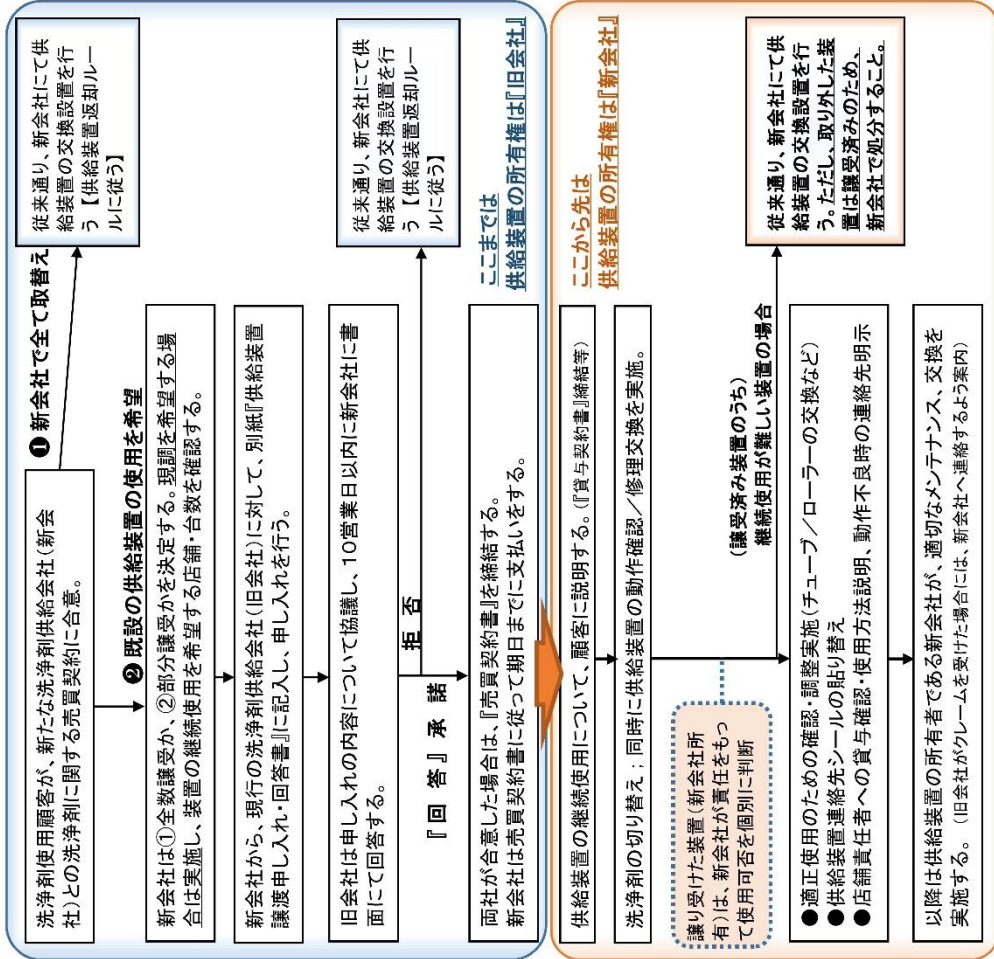 洗浄剤使用顧客が、新たな洗浄剤供給会社(新会
社)との洗浄剤に関する売買契約に合意。
❶ 新会社で全て取替え
従来通り、新会社にて供
給装置の交換設置を行
う【供給装置返却ルー
ルに従う】
❷ 既設の供給装置の使用を希望
新会社は①全数譲受か、②部分譲受かを決定する。現調を希望する場
合は実施し、装置の継続使用を希望する店舗・台数を確認する。
新会社から、現行の洗浄剤供給会社(旧会社)に対して、別紙『供給装置
譲渡申し入れ・回答書』に記入し、申し入れを行う。
旧会社は申し入れの内容について協議し、10営業日以内に新会社に書
面にて回答する。
『回答』承諾
拒否
従来通り、新会社にて供
給装置の交換設置を行
う【供給装置返却ルー
ルに従う】
両社が合意した場合は、『売買契約書』を締結する。
新会社は売買契約書に従って期日までに支払いをする。
ここまでは
供給装置の所有権は『旧会社』
ここから先は
供給装置の所有権は『新会社』
供給装置の継続使用について、顧客に説明する。(『貸与契約書』締結等)
洗浄剤の切り替え;同時に供給装置の動作確認/修理交換を実施。
譲り受けた装置(新会社所
有)は、新会社が責任をもっ
て使用可否を個別に判断
(譲受済み装置のうち)
継続使用が難しい装置の場合
従来通り、新会社にて供
給装置の交換設置を行
う。ただし、取り外した装
置は譲受済みのため、
新会社で処分すること。
●適正使用のための確認・調整実施(チューブ/ローラーの交換など)
●供給装置連絡先シールの貼り替え
●店舗責任者への貸与確認・使用方法説明、動作不良時の連絡先明示
以降は供給装置の所有者である新会社が、適切なメンテナンス、交換を
実施する。(旧会社がクレームを受けた場合には、新会社へ連絡するよう案内)